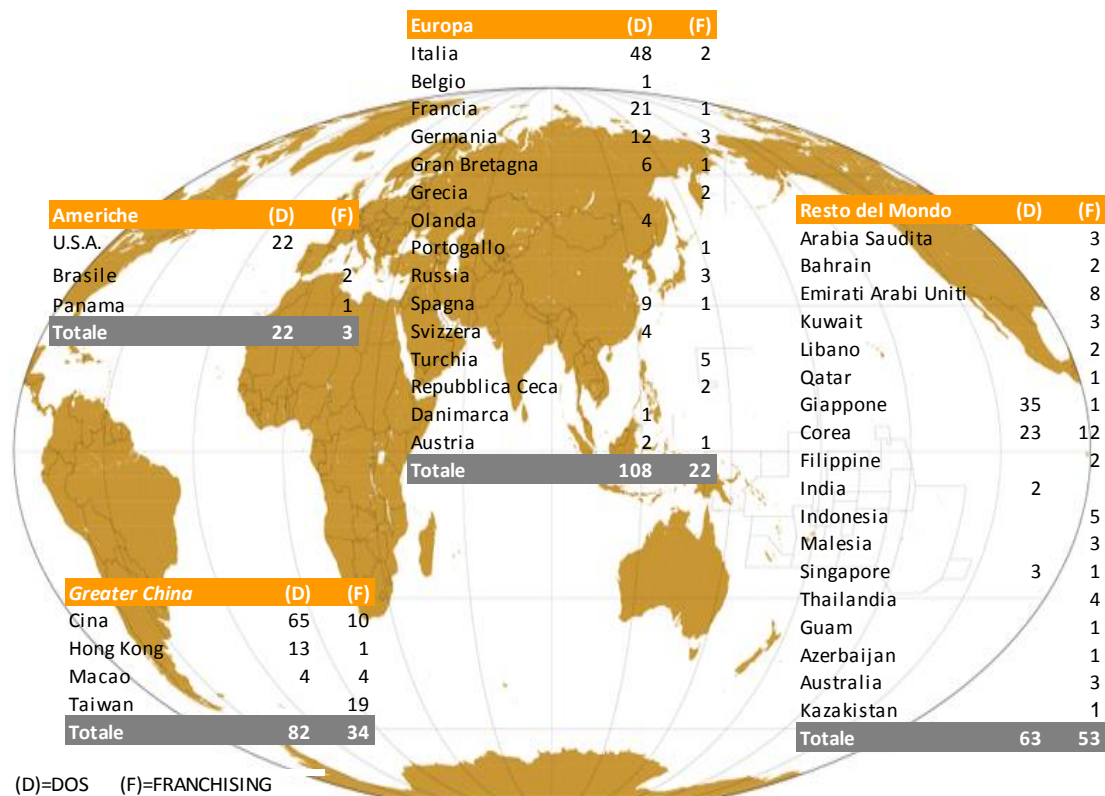 Europa (D) (F)
Italia 48 2
Belgio 1
Francia 21 1
Germania 12 3
Gran Bretagna 6 1
Grecia 2
Olanda 4
Portogallo 1
Russia 3
Spagna 9 1
Svizzera 4
Turchia 5
Repubblica Ceca 2
Danimarca 1
Austria 2 1
Totale 108 22
Americhe (D) (F)
U.S.A. 22
Brasile 2
Panama 1
Totale 22 3
Resto del Mondo (D) (F)
Arabia Saudita 3
Bahrain 2
Emirati Arabi Uniti 8
Kuwait 3
Libano 2
Qatar 1
Giappone 35 1
Corea 23 12
Filippine 2
India 2
Indonesia 5
Malesia 3
Singapore 3 1
Thailandia 4
Guam 1
Azerbaijan 1
Australia 3
Kazakistan 1
Totale 63 53
Greater China (D) (F)
Cina 65 10
Hong Kong 13 1
Macao 4 4
Taiwan 19
Totale 82 34
(D)=DOS (F)=FRANCHISING